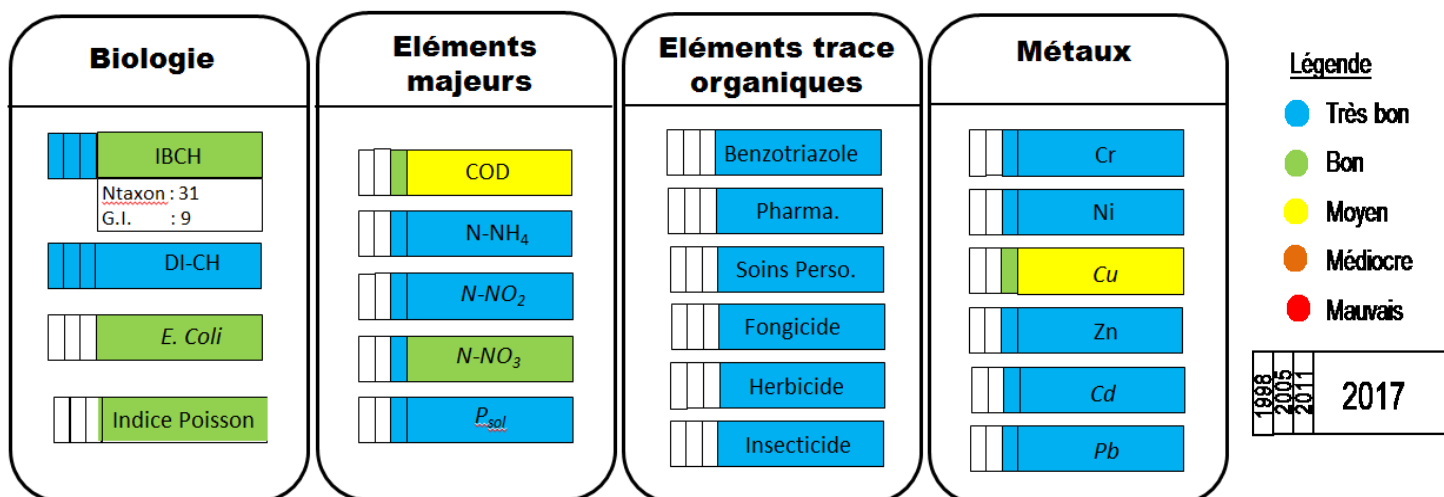 Biologie
IBCH
Ntaxon : 31
G.I. : 9
DI-CH
E. Coli
Indice Poisson
Eléments
majeurs
COD
N-NH4
N-NO2
N-NO3
Psol
Eléments trace
organiques
Benzotriazole
Pharma.
Soins Perso.
Fongicide
Herbicide
Insecticide
Métaux
Cr
Ni
Cu
Zn
Cd
Pb
Légende
Très bon
Bon
Moyen
Médiocre
Mauvais
1998
2005
2011
2017